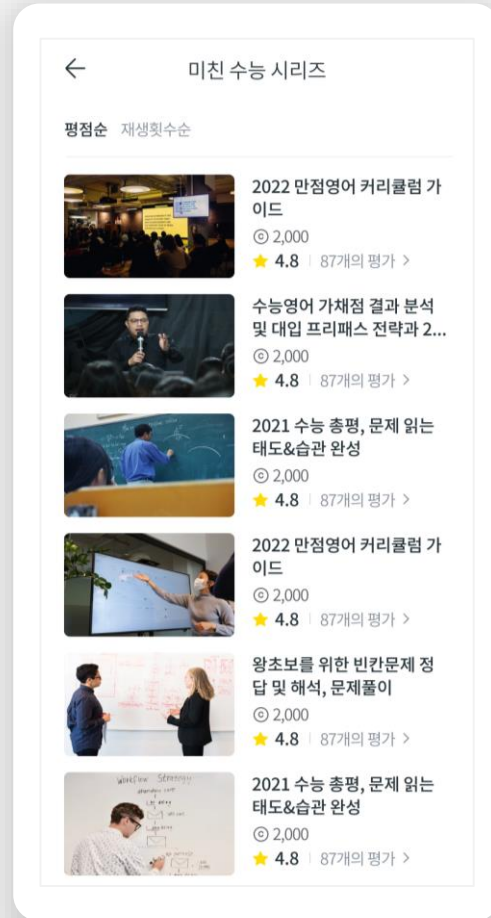 ← 미친 수능 시리즈
평점순 재생횟수순
2022 만점영어 커리큘럼 가
이드
ⓒ 2,000
★ 4.8 | 87개의 평가 >
수능영어 가채점 결과 분석
및 대입 프리패스 전략과 2...
ⓒ 2,000
★ 4.8 | 87개의 평가 >
2021 수능 총평, 문제 읽는
태도&습관 완성
ⓒ 2,000
★ 4.8 | 87개의 평가 >
2022 만점영어 커리큘럼 가
이드
ⓒ 2,000
★ 4.8 | 87개의 평가 >
왕초보를 위한 빈칸문제 정
답 및 해석, 문제풀이
ⓒ 2,000
★ 4.8 | 87개의 평가 >
Workflow Strategy
2021 수능 총평, 문제 읽는
태도&습관 완성
ⓒ 2,000
★ 4.8 | 87개의 평가 >